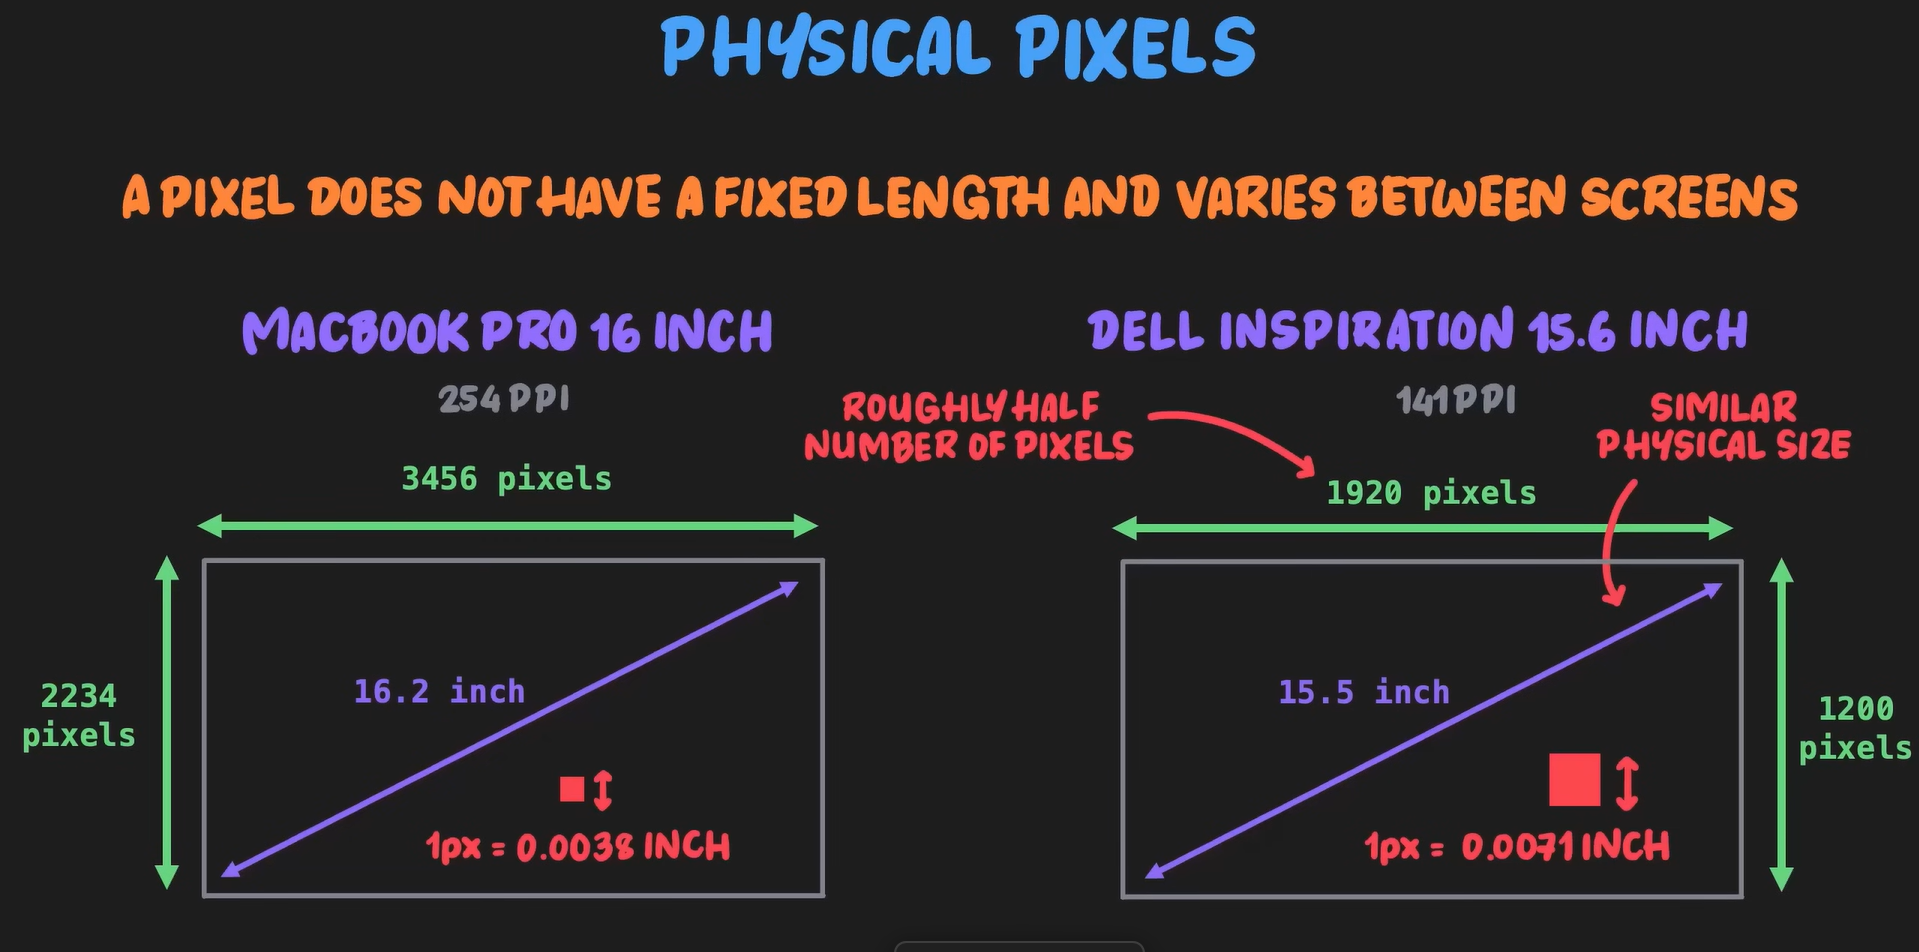 PHYSICAL PIXELS
A PIXEL DOES NOT HAVE A FIXED LENGTH AND VARIES BETWEEN SCREENS
MACBOOK PRO 16 INCH
254 PPI
3456 pixels
2234
pixels
16.2 inch
1px = 0.0038 INCH
ROUGHLY HALF
NUMBER OF PIXELS
DELL INSPIRATION 15.6 INCH
141 PPI
SIMILAR
PHYSICAL SIZE
1920 pixels
15.5 inch
1200
pixels
1px = 0.0071 INCH